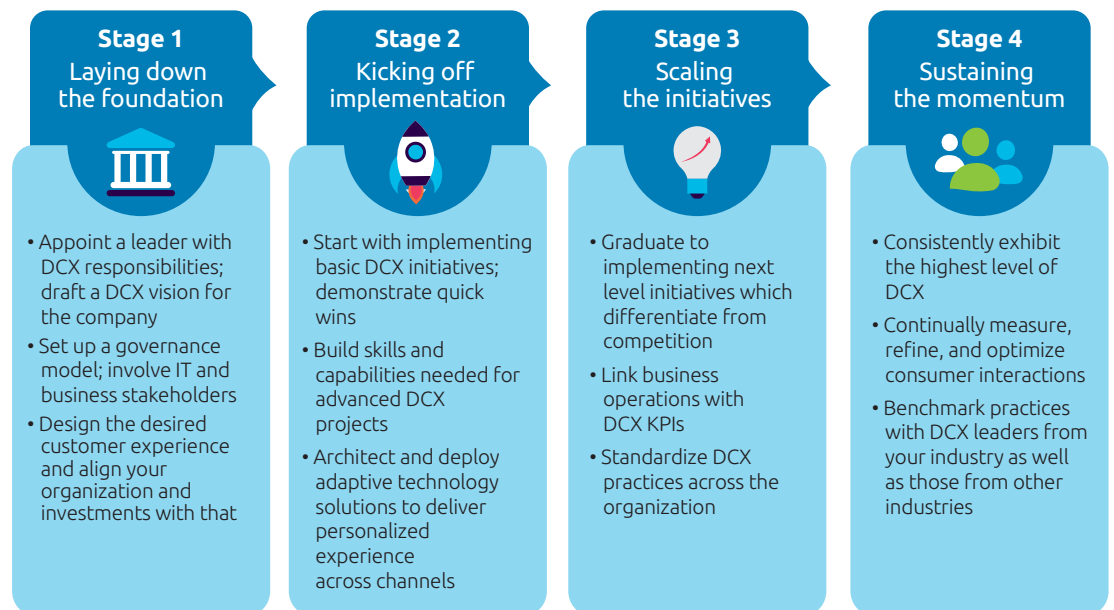 Stage 1
Laying down
the foundation
• Appoint a leader with
DCX responsibilities;
draft a DCX vision for
the company
• Set up a governance
model; involve IT and
business stakeholders
• Design the desired
customer experience
and align your
organization and
investments with that
Stage 2
Kicking off
implementation
• Start with implementing
basic DCX initiatives;
demonstrate quick
wins
• Build skills and
capabilities needed for
advanced DCX
projects
• Architect and deploy
adaptive technology
solutions to deliver
personalized
experience
across channels
Stage 3
Scaling
the initiatives
• Graduate to
implementing next
level initiatives which
differentiate from
competition
• Link business
operations with
DCX KPIs
• Standardize DCX
practices across the
organization
Stage 4
Sustaining
the momentum
• Consistently exhibit
the highest level of
DCX
• Continually measure,
refine, and optimize
consumer interactions
• Benchmark practices
with DCX leaders from
your industry as well
as those from other
industries